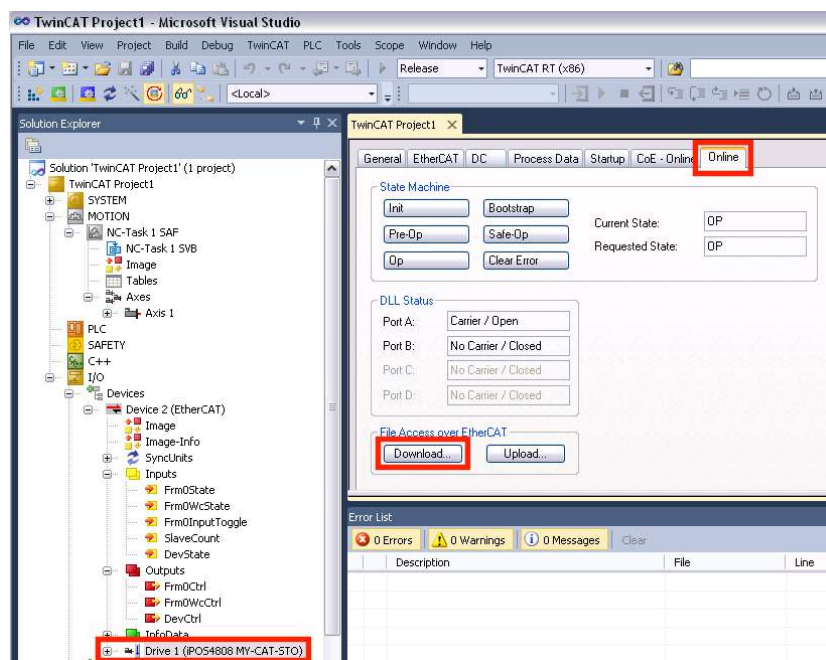 TwinCAT Project1 - Microsoft Visual Studio
File Edit View Project Build Debug TwinCAT PLC Tools Scope Window Help
Release TwinCAT RT (x86)
<Local>
Solution Explorer
Solution 'TwinCAT Project1' (1 project)
TwinCAT Project1
SYSTEM
MOTION
NC-Task 1 SAF
NC-Task 1 SVB
Image
Tables
Axes
Axis 1
PLC
SAFETY
C++
I/O
Devices
Device 2 (EtherCAT)
Image
Image-Info
SyncUnits
Inputs
Frm0State
Frm0WcState
Frm0InputToggle
SlaveCount
DevState
Outputs
Frm0Ctrl
Frm0WcCtrl
DevCtrl
InfoData
Drive 1 (iPOS4808 MY-CAT-STO)
TwinCAT Project1
General EtherCAT DC Process Data Startup CoE - Online Online
State Machine
Init Bootstrap
Pre-Op Safe-Op
Op Clear Error
Current State: OP
Requested State: OP
DLL Status
Port A: Carrier / Open
Port B: No Carrier / Closed
Port C: No Carrier / Closed
Port D: No Carrier / Closed
File Access over EtherCAT
Download... Upload...
Error List
0 Errors 0 Warnings 0 Messages Clear
Description File Line